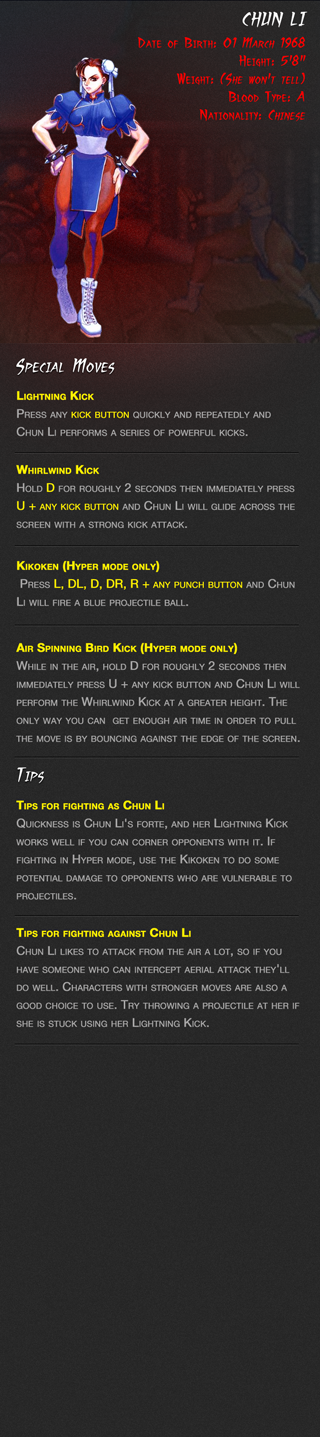 Chun Li
Date of Birth: 01 March 1968
Height: 5'8"
Weight: (She won't tell)
Blood Type: A
Nationality: Chinese
Special Moves
Lightning Kick
Press any kick button quickly and repeatedly and
Chun Li performs a series of powerful kicks.
Whirlwind Kick
Hold D for roughly 2 seconds then immediately press
U + any kick button and Chun Li will glide across the
screen with a strong kick attack.
Kikoken (Hyper mode only)
Press L, DL, D, DR, R + any punch button and Chun
Li will fire a blue projectile ball.
Air Spinning Bird Kick (Hyper mode only)
While in the air, hold D for roughly 2 seconds then
immediately press U + any kick button and Chun Li will
perform the Whirlwind Kick at a greater height. The
only way you can get enough air time in order to pull
the move is by bouncing against the edge of the screen.
Tips
Tips for fighting as Chun Li
Quickness is Chun Li's forte, and her Lightning Kick
works well if you can corner opponents with it. If
fighting in Hyper mode, use the Kikoken to do some
potential damage to opponents who are vulnerable to
projectiles.
Tips for fighting against Chun Li
Chun Li likes to attack from the air a lot, so if you
have someone who can intercept aerial attack they'll
do well. Characters with stronger moves are also a
good choice to use. Try throwing a projectile at her if
she is stuck using her Lightning Kick.